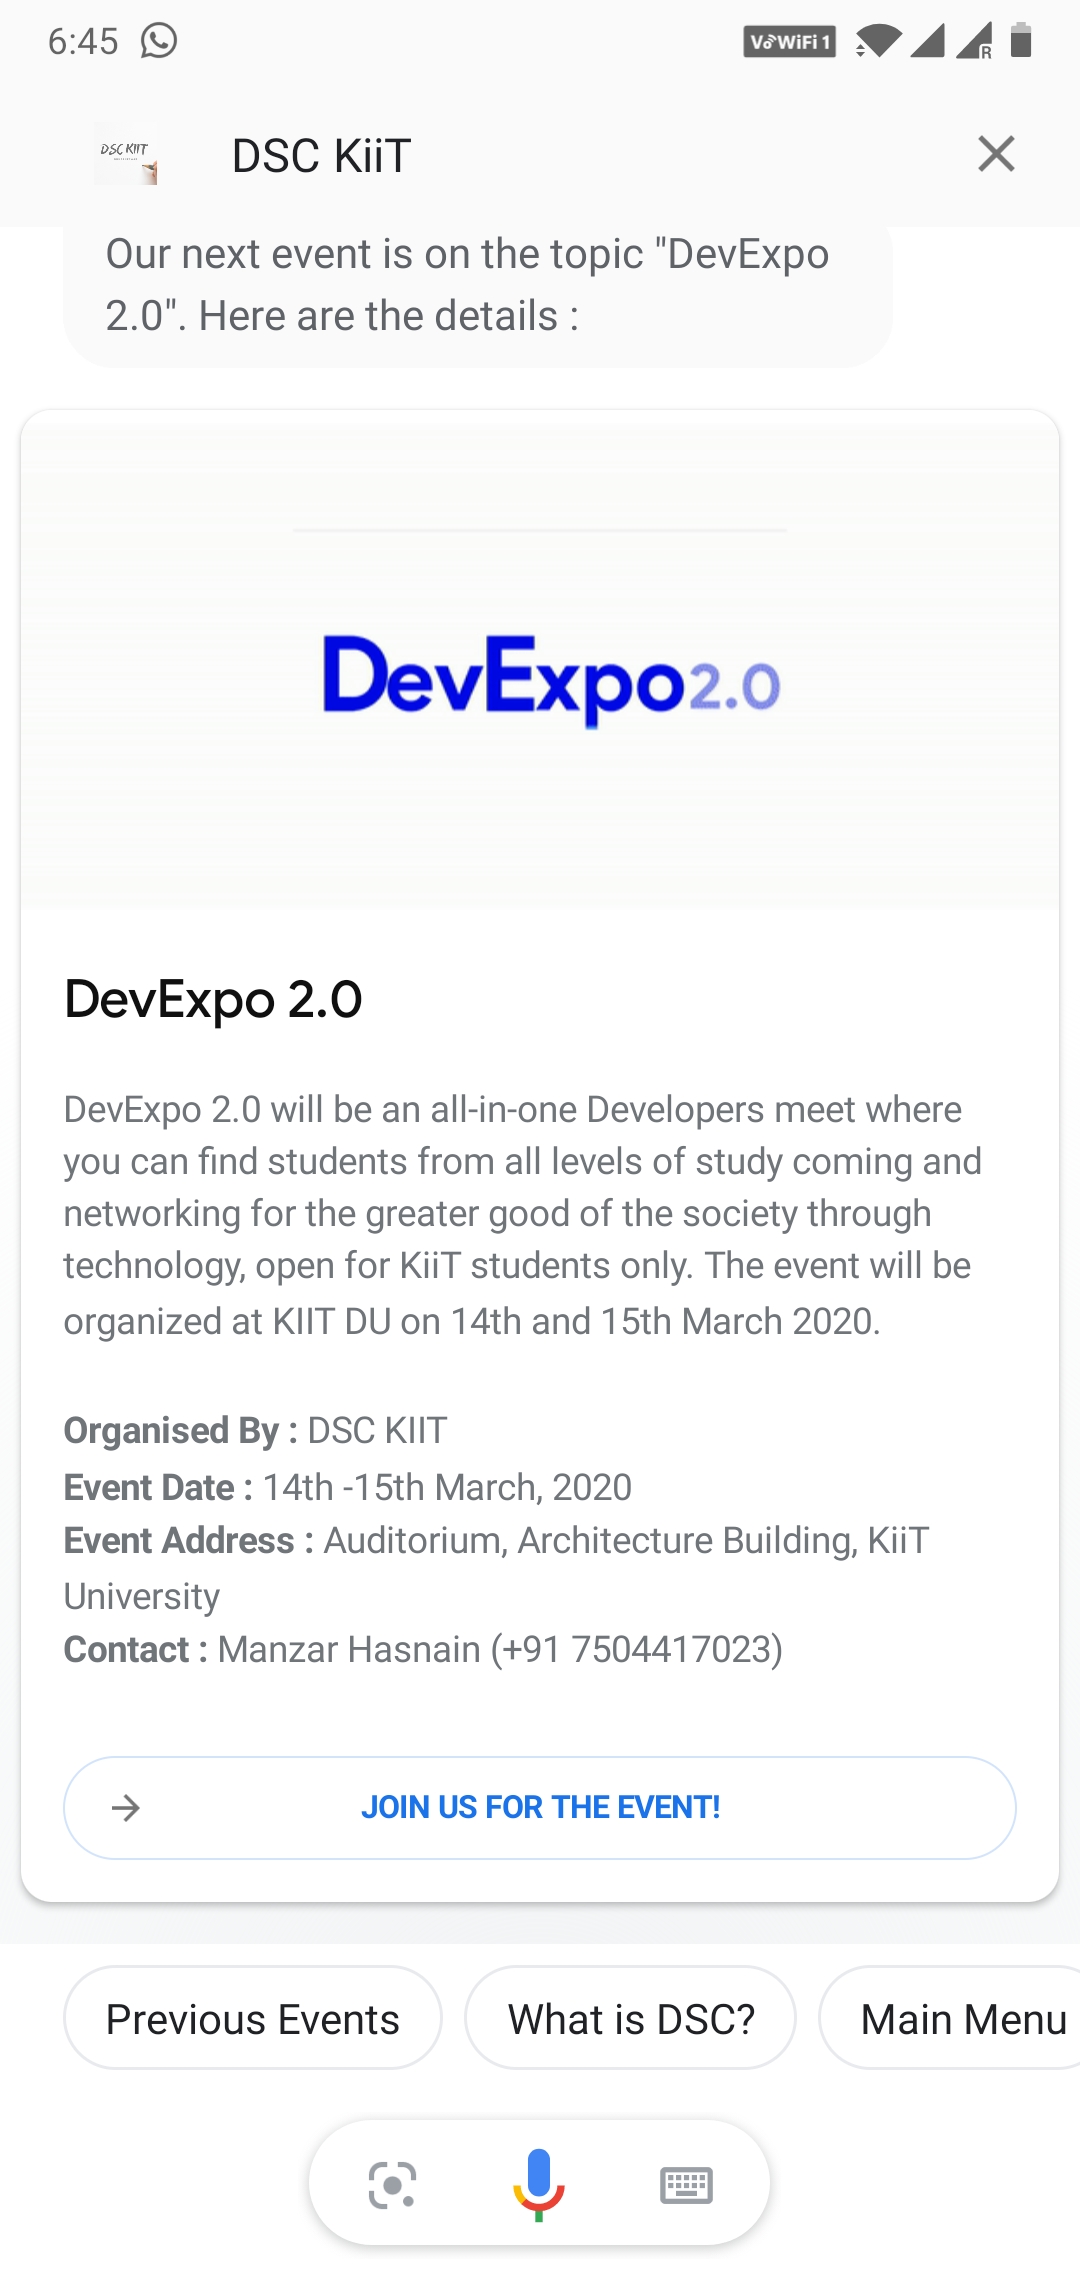 6:45
VoWiFi 1
R
DSC KIIT
DSC KiiT
Our next event is on the topic "DevExpo
2.0". Here are the details :
DevExpo2.0
DevExpo 2.0
DevExpo 2.0 will be an all-in-one Developers meet where
you can find students from all levels of study coming and
networking for the greater good of the society through
technology, open for KiiT students only. The event will be
organized at KIIT DU on 14th and 15th March 2020.
Organised By : DSC KIIT
Event Date : 14th -15th March, 2020
Event Address : Auditorium, Architecture Building, KiiT
University
Contact : Manzar Hasnain (+91 7504417023)
JOIN US FOR THE EVENT!
Previous Events
What is DSC?
Main Menu